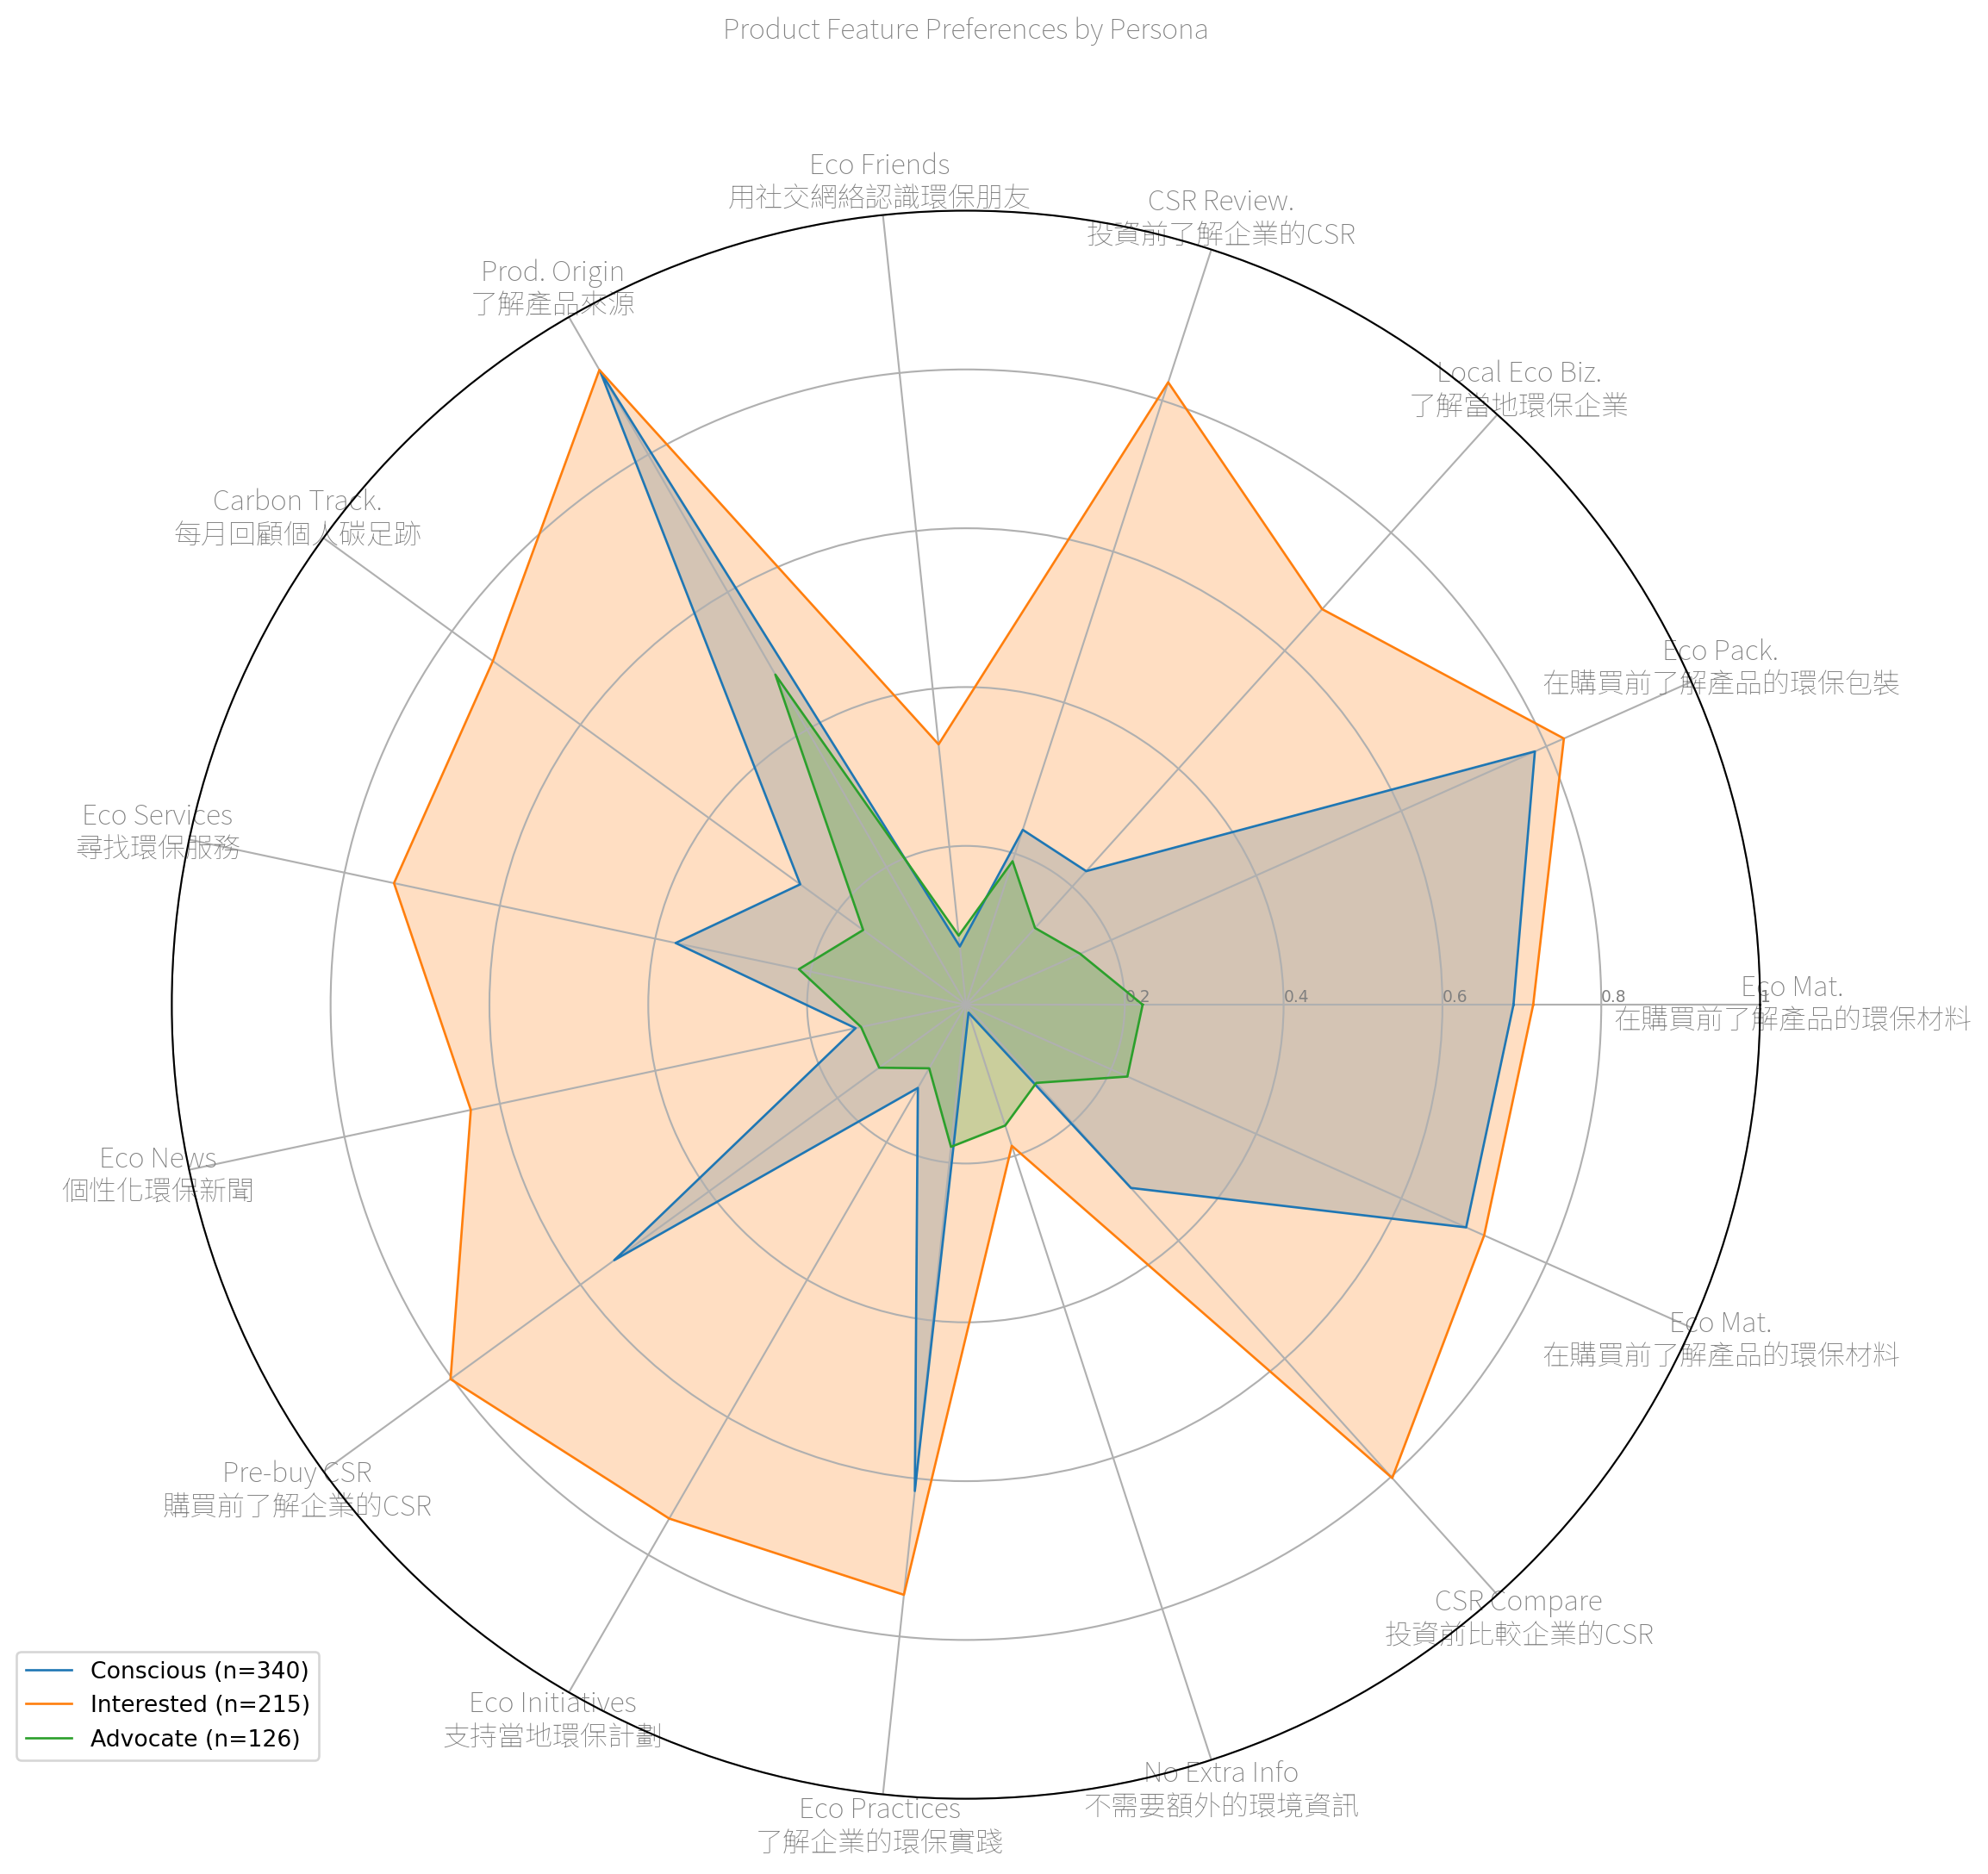 Product Feature Preferences by Persona
Eco Friends
用社交網絡認識環保朋友
CSR Review.
投資前了解企業的CSR
Prod. Origin
了解產品來源
Local Eco Biz.
了解當地環保企業
Carbon Track.
每月回顧個人碳足跡
Eco Pack.
在購買前了解產品的環保包裝
Eco Services
尋找環保服務
0.2
0.4
0.6
0.8
1
Eco Mat.
在購買前了解產品的環保材料
Eco News
個性化環保新聞
Eco Mat.
在購買前了解產品的環保材料
Pre-buy CSR
購買前了解企業的CSR
CSR Compare
投資前比較企業的CSR
Eco Initiatives
支持當地環保計劃
No Extra Info
不需要額外的環境資訊
Eco Practices
了解企業的環保實踐
Conscious (n=340)
Interested (n=215)
Advocate (n=126)